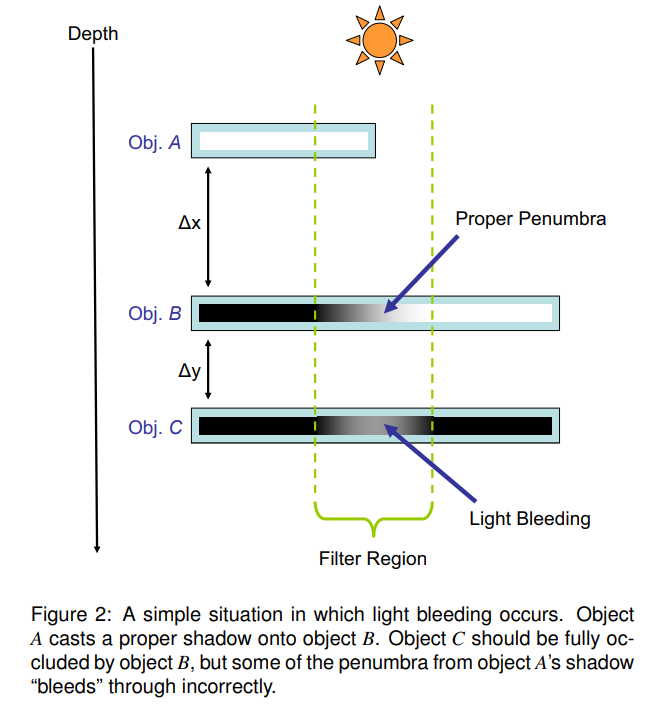 Depth
Obj. A
Δx
Proper Penumbra
Obj. B
Δy
Obj. C
Light Bleeding
Filter Region
Figure 2: A simple situation in which light bleeding occurs. Object
A casts a proper shadow onto object B. Object C should be fully oc-
cluded by object B, but some of the penumbra from object A's shadow
“bleeds” through incorrectly.